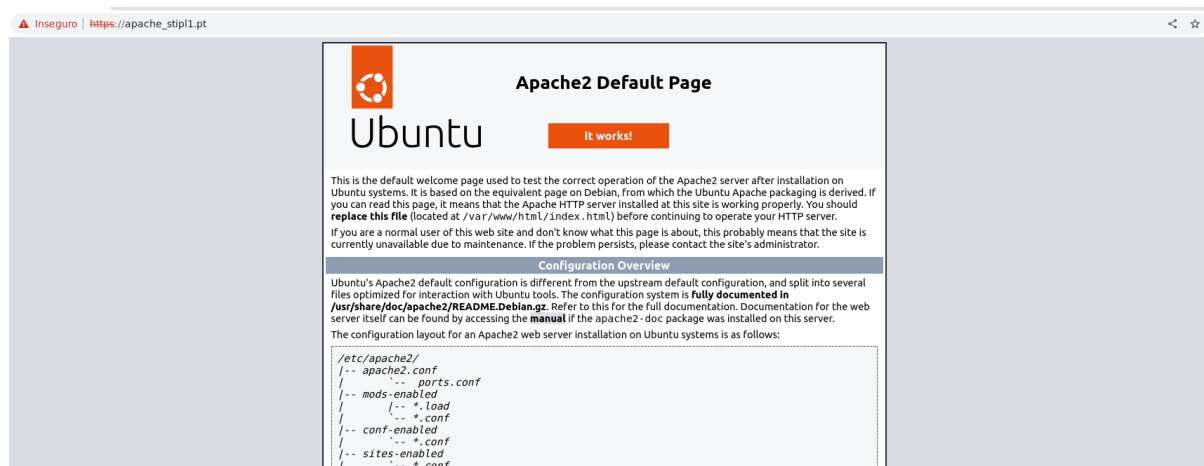 Inseguro | https://apache_stipl1.pt
Apache2 Default Page
Ubuntu
It works!
This is the default welcome page used to test the correct operation of the Apache2 server after installation on
Ubuntu systems. It is based on the equivalent page on Debian, from which the Ubuntu Apache packaging is derived. If
you can read this page, it means that the Apache HTTP server installed at this site is working properly. You should
replace this file (located at /var/www/html/index.html) before continuing to operate your HTTP server.
If you are a normal user of this web site and don't know what this page is about, this probably means that the site is
currently unavailable due to maintenance. If the problem persists, please contact the site's administrator.
Configuration Overview
Ubuntu's Apache2 default configuration is different from the upstream default configuration, and split into several
files optimized for interaction with Ubuntu tools. The configuration system is fully documented in
/usr/share/doc/apache2/README.Debian.gz. Refer to this for the full documentation. Documentation for the web
server itself can be found by accessing the manual if the apache2-doc package was installed on this server.
The configuration layout for an Apache2 web server installation on Ubuntu systems is as follows:
/etc/apache2/
|-- apache2.conf
|       `--  ports.conf
|-- mods-enabled
|       |-- *.load
|       `-- *.conf
|-- conf-enabled
|       `-- *.conf
|-- sites-enabled
|       `-- *.conf